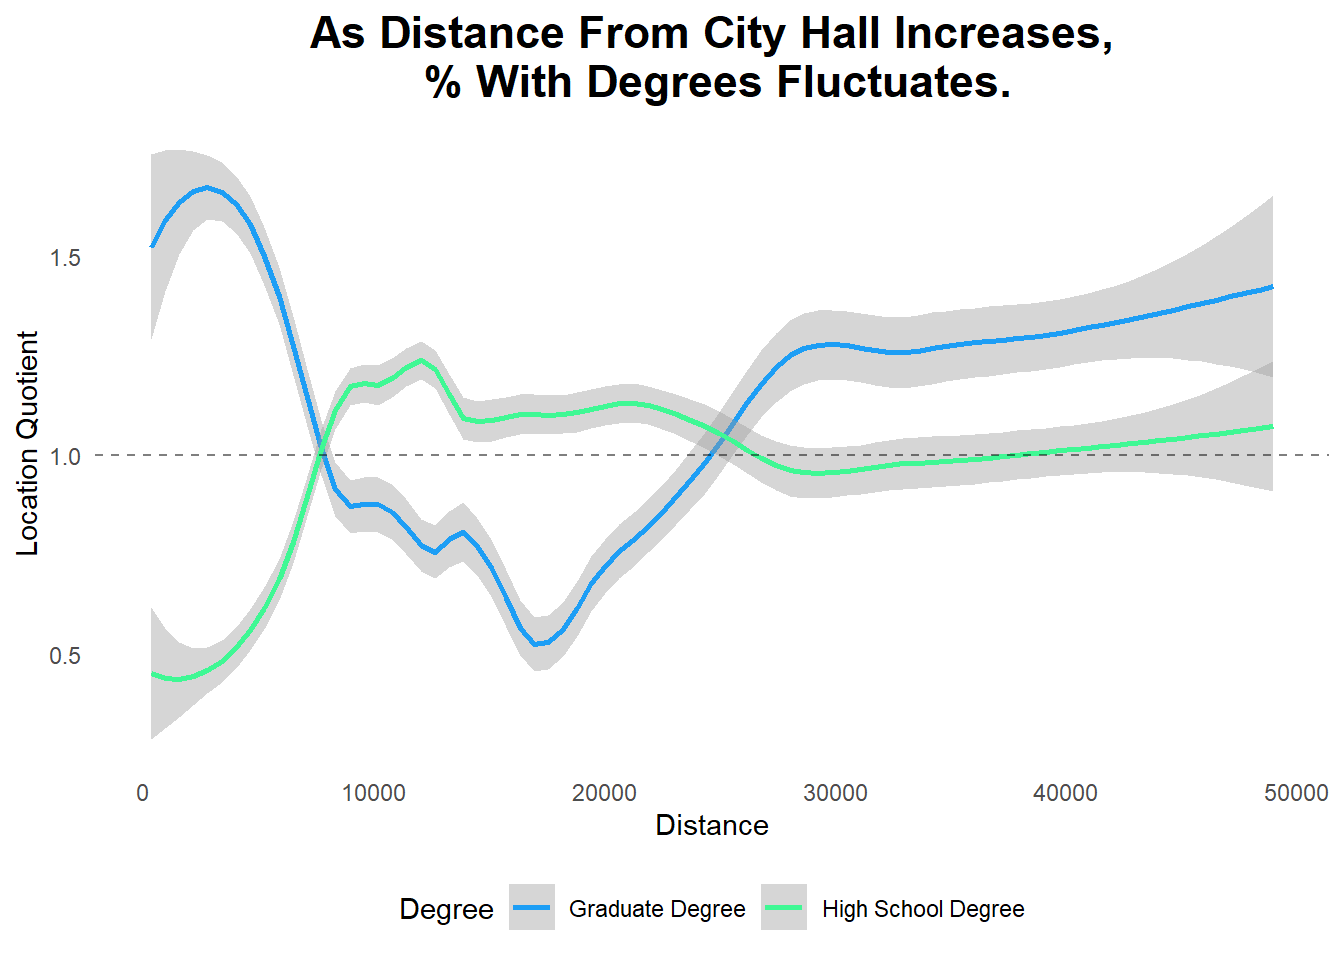 As Distance From City Hall Increases,
% With Degrees Fluctuates.
Location Quotient
1.5
1.0
0.5
0 10000 20000 30000 40000 50000
Distance
Degree Graduate Degree High School Degree